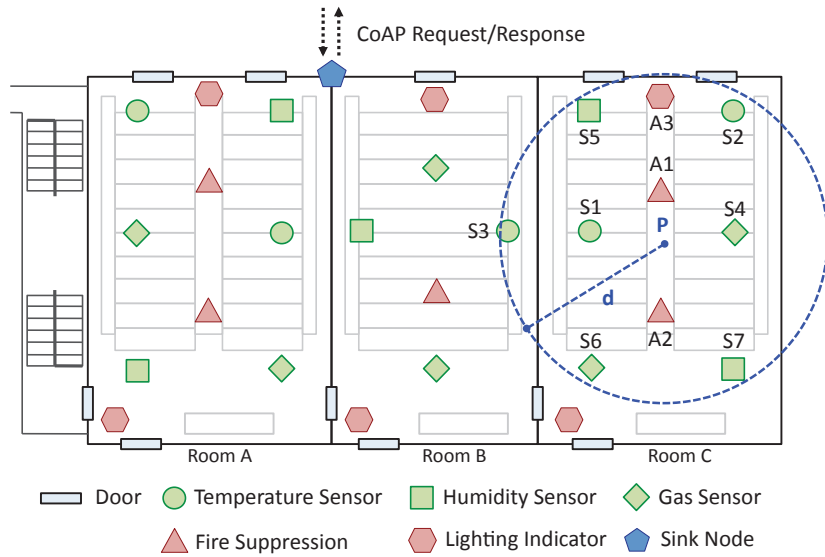 CoAP Request/Response
S5
A3
S2
A1
S1
S4
S3
P
d
S6
A2
S7
Room A
Room B
Room C
Door
Temperature Sensor
Humidity Sensor
Gas Sensor
Fire Suppression
Lighting Indicator
Sink Node